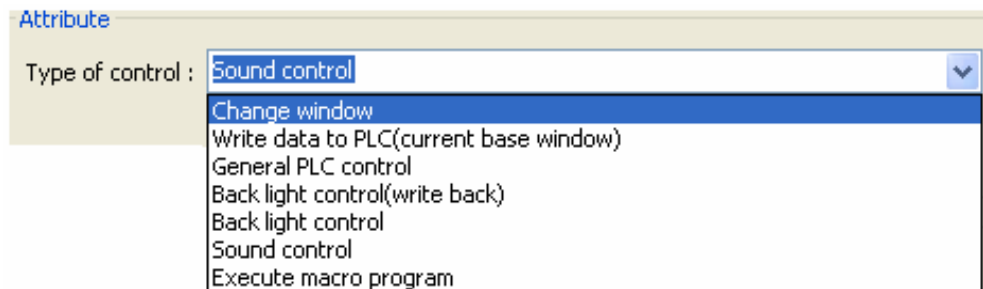 Attribute
Type of control : Sound control
Change window
Write data to PLC(current base window)
General PLC control
Back light control(write back)
Back light control
Sound control
Execute macro program